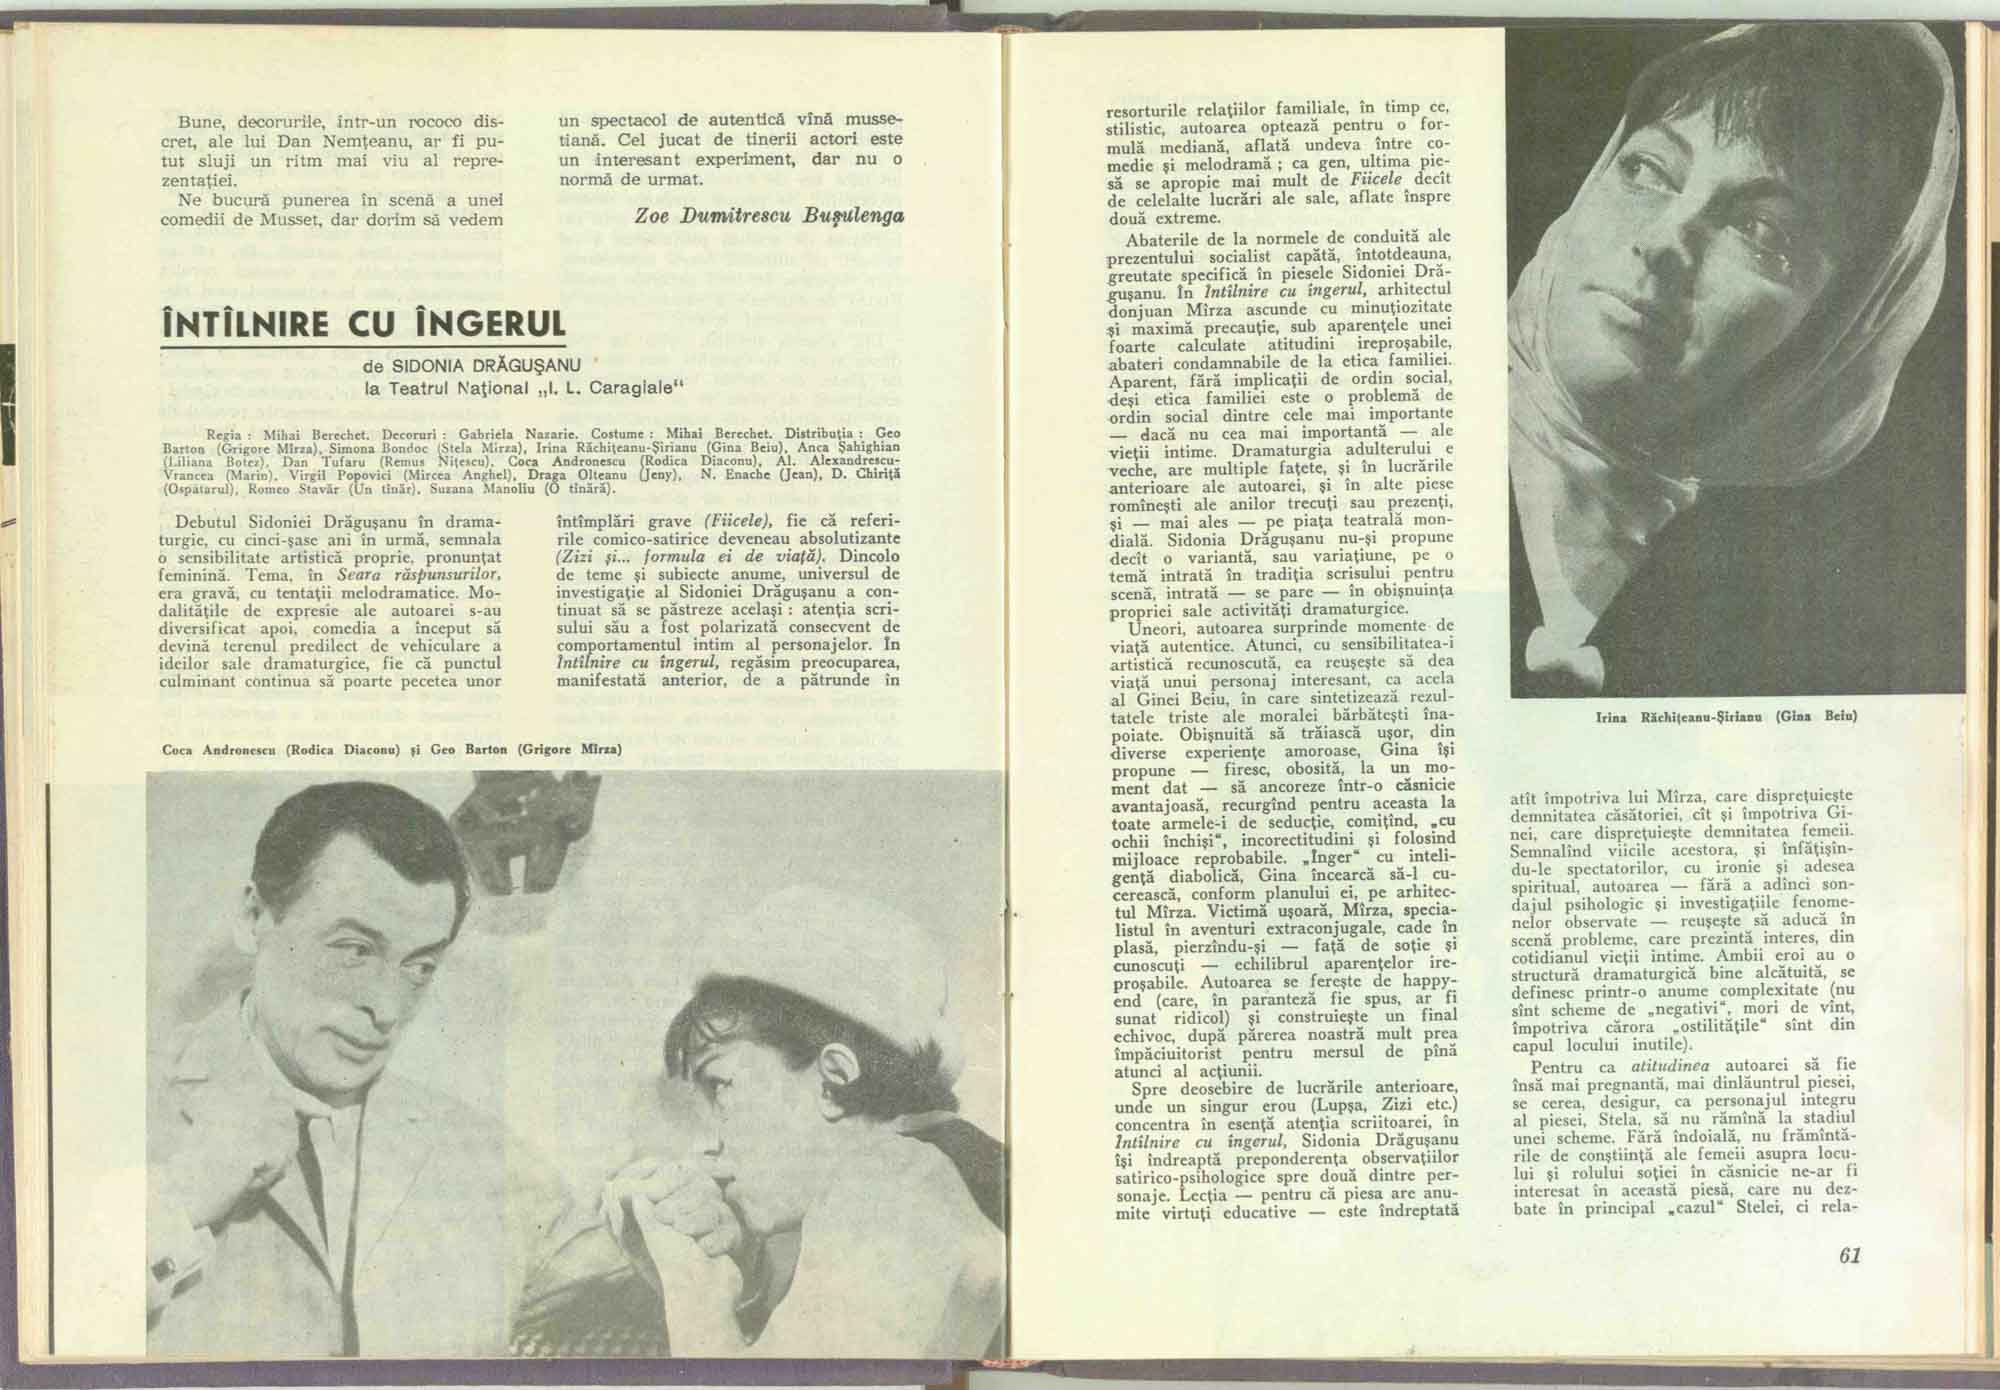 Bune, decorurile, într-un rococo dis-
cret, ale lui Dan Nemțeanu, ar fi pu-
tut sluji un ritm mai viu al repre-
zentației.
Ne bucură punerea în scenă a unei
comedii de Musset, dar dorim să vedem
un spectacol de autentică vînă musse-
tiană. Cel jucat de tinerii actori este
un interesant experiment, dar nu o
normă de urmat.
Zoe Dumitrescu Bușulenga
ÎNTÎLNIRE CU ÎNGERUL
de SIDONIA DRĂGUȘANU
la Teatrul Național „I. L. Caragiale“
Regia : Mihai Berechet. Decoruri : Gabriela Nazarie. Costume : Mihai Berechet. Distribuția : Geo
Barton (Grigore Mîrza), Simona Bondoc (Stela Mîrza), Irina Răchițeanu-Șirianu (Gina Beiu), Anca Șahighian
(Liliana Botez), Dan Tufaru (Remus Nițescu), Coca Andronescu (Rodica Diaconu), Al. Alexandrescu-
Vrancea (Marin), Virgil Popovici (Mircea Anghel), Draga Olteanu (Jeny), N. Enache (Jean), D. Chiriță
(Ospătarul), Romeo Stavăr (Un tînăr), Suzana Manoliu (O tînără).
Debutul Sidoniei Drăgușanu în drama-
turgie, cu cinci-șase ani în urmă, semnala
o sensibilitate artistică proprie, pronunțat
feminină. Tema, în Seara răspunsurilor,
era gravă, cu tentații melodramatice. Mo-
dalitățile de expresie ale autoarei s-au
diversificat apoi, comedia a început să
devină terenul predilect de vehiculare a
ideilor sale dramaturgice, fie că punctul
culminant continua să poarte pecetea unor
întîmplări grave (Fiicele), fie că referi-
rile comico-satirice deveneau absolutizante
(Zizi și... formula ei de viață). Dincolo
de teme și subiecte anume, universul de
investigație al Sidoniei Drăgușanu a con-
tinuat să se păstreze același : atenția scri-
sului său a fost polarizată consecvent de
comportamentul intim al personajelor. În
Întîlnire cu îngerul, regăsim preocuparea,
manifestată anterior, de a pătrunde în
Coca Andronescu (Rodica Diaconu) și Geo Barton (Grigore Mîrza)
resorturile relațiilor familiale, în timp ce,
stilistic, autoarea optează pentru o for-
mulă mediană, aflată undeva între co-
medie și melodramă ; ca gen, ultima pie-
să se apropie mai mult de Fiicele decît
de celelalte lucrări ale sale, aflate înspre
două extreme.
Abaterile de la normele de conduită ale
prezentului socialist capătă, întotdeauna,
greutate specifică în piesele Sidoniei Dră-
gușanu. În Întîlnire cu îngerul, arhitectul
donjuan Mîrza ascunde cu minuțiozitate
și maximă precauție, sub aparențele unei
foarte calculate atitudini ireproșabile,
abateri condamnabile de la etica familiei.
Aparent, fără implicații de ordin social,
deși etica familiei este o problemă de
ordin social dintre cele mai importante
— dacă nu cea mai importantă — ale
vieții intime. Dramaturgia adulterului e
veche, are multiple fațete, și în lucrările
anterioare ale autoarei, și în alte piese
romînești ale anilor trecuți sau prezenți,
și — mai ales — pe piața teatrală mon-
dială. Sidonia Drăgușanu nu-și propune
decît o variantă, sau variațiune, pe o
temă intrată în tradiția scrisului pentru
scenă, intrată — se pare — în obișnuința
propriei sale activități dramaturgice.
Uneori, autoarea surprinde momente de
viață autentice. Atunci, cu sensibilitatea-i
artistică recunoscută, ea reușește să dea
viață unui personaj interesant, ca acela
al Ginei Beiu, în care sintetizează rezul-
tatele triste ale moralei bărbătești îna-
poiate. Obișnuită să trăiască ușor, din
diverse experiențe amoroase, Gina își
propune — firesc, obosită, la un mo-
ment dat — să ancoreze într-o căsnicie
avantajoasă, recurgînd pentru aceasta la
toate armele-i de seducție, comițînd, „cu
ochii închiși“, incorectitudini și folosind
mijloace reprobabile. „Inger“ cu inteli-
gență diabolică, Gina încearcă să-l cu-
cerească, conform planului ei, pe arhitec-
tul Mîrza. Victimă ușoară, Mîrza, specia-
listul în aventuri extraconjugale, cade în
plasă, pierzîndu-și — față de soție și
cunoscuți — echilibrul aparențelor ire-
proșabile. Autoarea se ferește de happy-
end (care, în paranteză fie spus, ar fi
sunat ridicol) și construiește un final
echivoc, după părerea noastră mult prea
împăciuitorist pentru mersul de pînă
atunci al acțiunii.
Spre deosebire de lucrările anterioare,
unde un singur erou (Lupșa, Zizi etc.)
concentra în esență atenția scriitoarei, în
Intîlnire cu îngerul, Sidonia Drăgușanu
își îndreaptă preponderența observațiilor
satirico-psihologice spre două dintre per-
sonaje. Lecția — pentru că piesa are anu-
mite virtuți educative — este îndreptată
Irina Răchițeanu-Șirianu (Gina Beiu)
atît împotriva lui Mîrza, care disprețuiește
demnitatea căsătoriei, cît și împotriva Gi-
nei, care disprețuiește demnitatea femeii.
Semnalînd viciile acestora, și înfățișîn-
du-le spectatorilor, cu ironie și adesea
spiritual, autoarea — fără a adînci son-
dajul psihologic și investigațiile fenome-
nelor observate — reușește să aducă în
scenă probleme, care prezintă interes, din
cotidianul vieții intime. Ambii eroi au o
structură dramaturgică bine alcătuită, se
definesc printr-o anume complexitate (nu
sînt scheme de „negativi“, mori de vînt,
împotriva cărora „ostilitățile“ sînt din
capul locului inutile).
Pentru ca atitudinea autoarei să fie
însă mai pregnantă, mai dinlăuntrul piesei,
se cerea, desigur, ca personajul integru
al piesei, Stela, să nu rămînă la stadiul
unei scheme. Fără îndoială, nu frămîntă-
rile de conștiință ale femeii asupra locu-
lui și rolului soției în căsnicie ne-ar fi
interesat în această piesă, care nu dez-
bate în principal „cazul“ Stelei, ci rela-
61